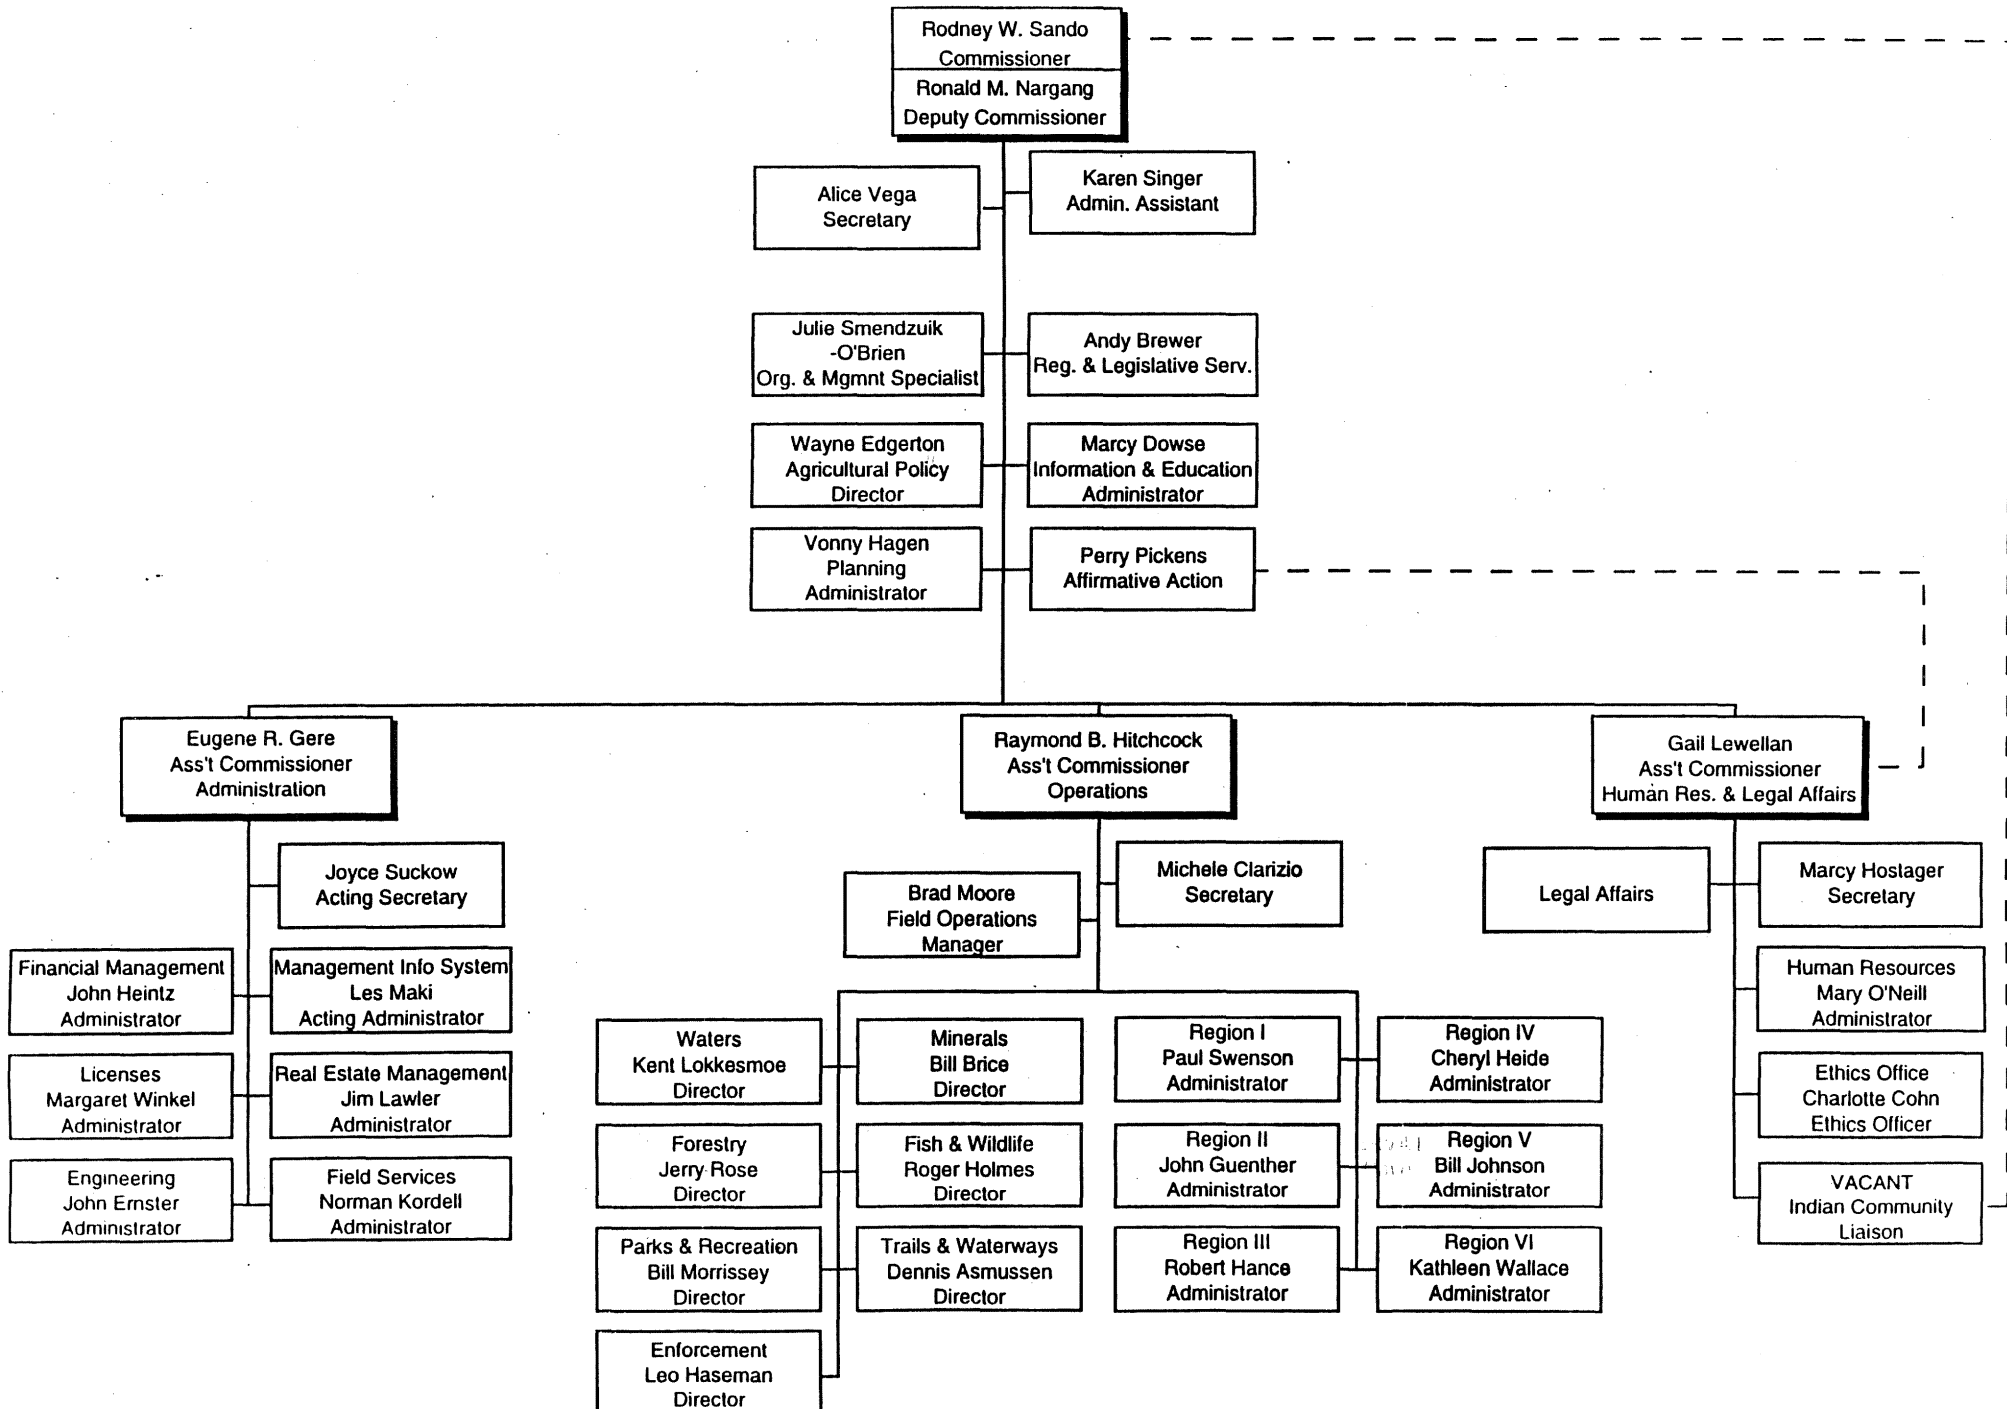 Rodney W. Sando
Commissioner
Ronald M. Nargang
Deputy Commissioner
Alice Vega
Secretary
Karen Singer
Admin. Assistant
Julie Smendzuik
-O'Brien
Org. & Mgmnt Specialist
Andy Brewer
Reg. & Legislative Serv.
Wayne Edgerton
Agricultural Policy
Director
Marcy Dowse
Information & Education
Administrator
Vonny Hagen
Planning
Administrator
Perry Pickens
Affirmative Action
Eugene R. Gere
Ass't Commissioner
Administration
Raymond B. Hitchcock
Ass't Commissioner
Operations
Gail Lewellan
Ass't Commissioner
Human Res. & Legal Affairs
Joyce Suckow
Acting Secretary
Financial Management
John Heintz
Administrator
Management Info System
Les Maki
Acting Administrator
Licenses
Margaret Winkel
Administrator
Real Estate Management
Jim Lawler
Administrator
Engineering
John Ernster
Administrator
Field Services
Norman Kordell
Administrator
Brad Moore
Field Operations
Manager
Michele Clarizio
Secretary
Waters
Kent Lokkesmoe
Director
Minerals
Bill Brice
Director
Forestry
Jerry Rose
Director
Fish & Wildlife
Roger Holmes
Director
Parks & Recreation
Bill Morrissey
Director
Trails & Waterways
Dennis Asmussen
Director
Enforcement
Leo Haseman
Director
Region I
Paul Swenson
Administrator
Region IV
Cheryl Heide
Administrator
Region II
John Guenther
Administrator
Region V
Bill Johnson
Administrator
Region III
Robert Hance
Administrator
Region VI
Kathleen Wallace
Administrator
Legal Affairs
Marcy Hostager
Secretary
Human Resources
Mary O'Neill
Administrator
Ethics Office
Charlotte Cohn
Ethics Officer
VACANT
Indian Community
Liaison